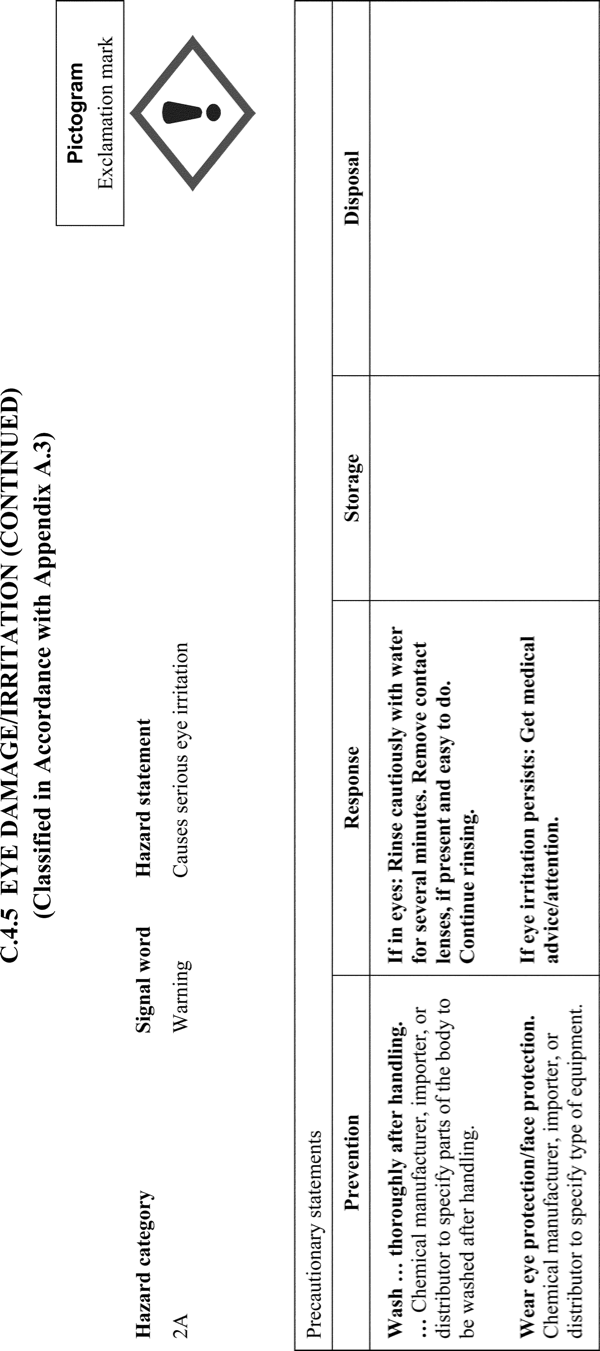 C.4.5 EYE DAMAGE/IRRITATION (CONTINUED)
(Classified in Accordance with Appendix A.3)
Pictogram
Exclamation mark
Hazard category
Signal word
Hazard statement
2A
Warning
Causes serious eye irritation
Precautionary statements
Prevention
Response
Storage
Disposal
Wash … thoroughly after handling.
… Chemical manufacturer, importer, or
distributor to specify parts of the body to
be washed after handling.
Wear eye protection/face protection.
Chemical manufacturer, importer, or
distributor to specify type of equipment.
If in eyes: Rinse cautiously with water
for several minutes. Remove contact
lenses, if present and easy to do.
Continue rinsing.
If eye irritation persists: Get medical
advice/attention.